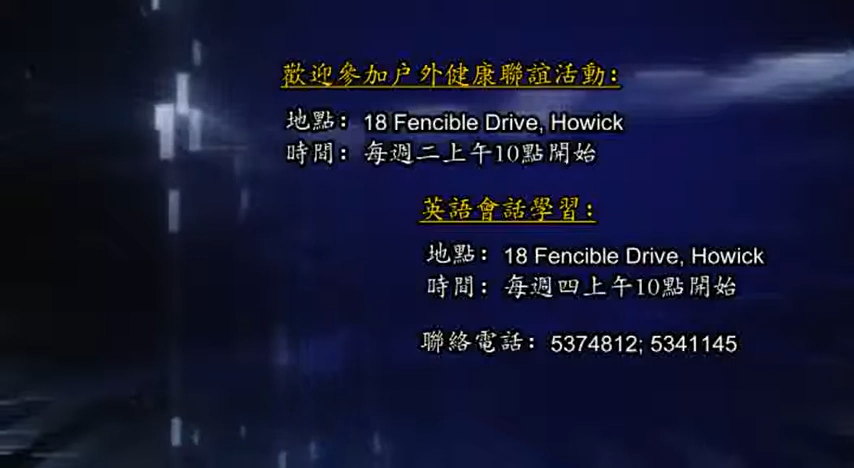 歡迎參加户外健康聯誼活動:
地點: 18 Fencible Drive, Howick
時間: 每週二上午10點開始
英語會話學習:
地點: 18 Fencible Drive, Howick
時間: 每週四上午10點開始
聯絡電話: 5374812; 5341145